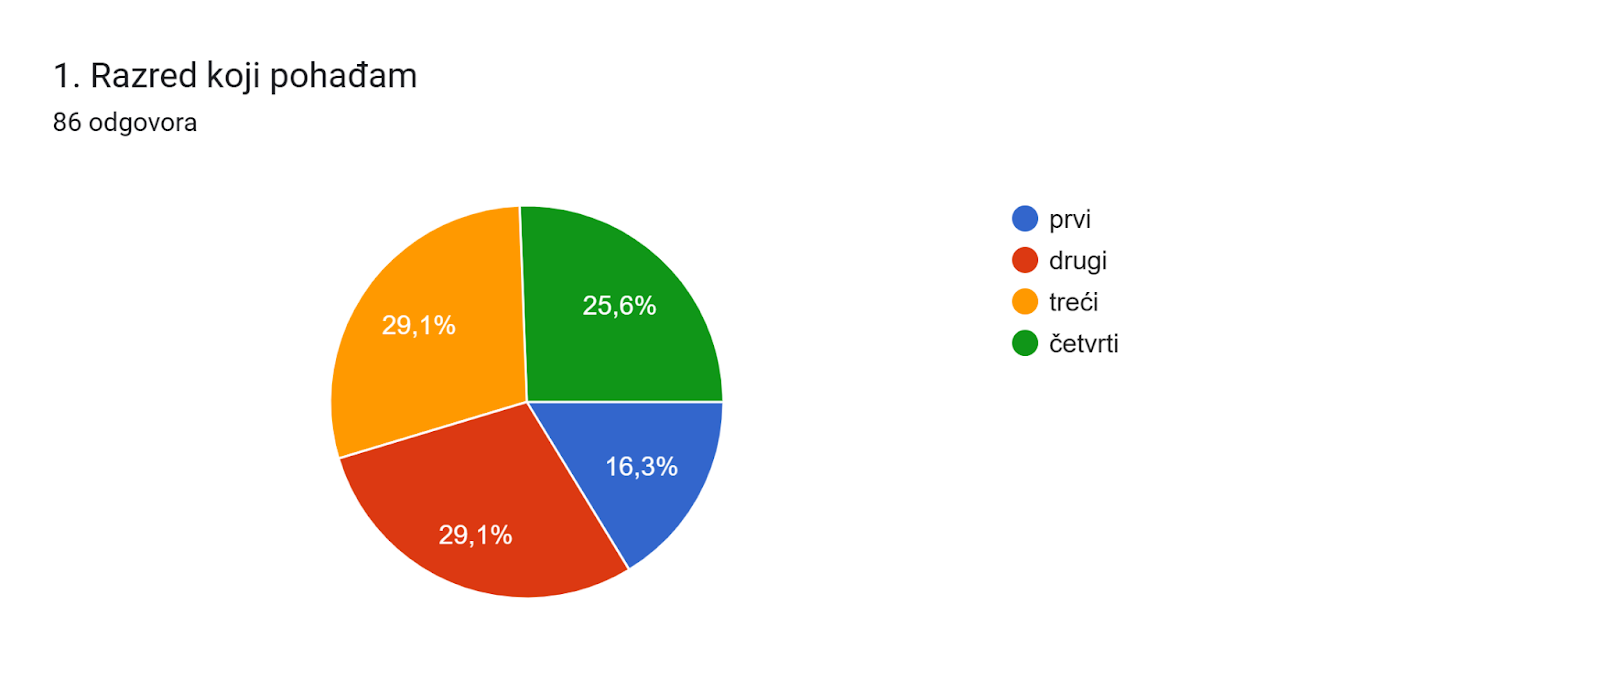 1. Razred koji pohađam
86 odgovora
prvi
drugi
treći
četvrti
25,6%
29,1%
16,3%
29,1%